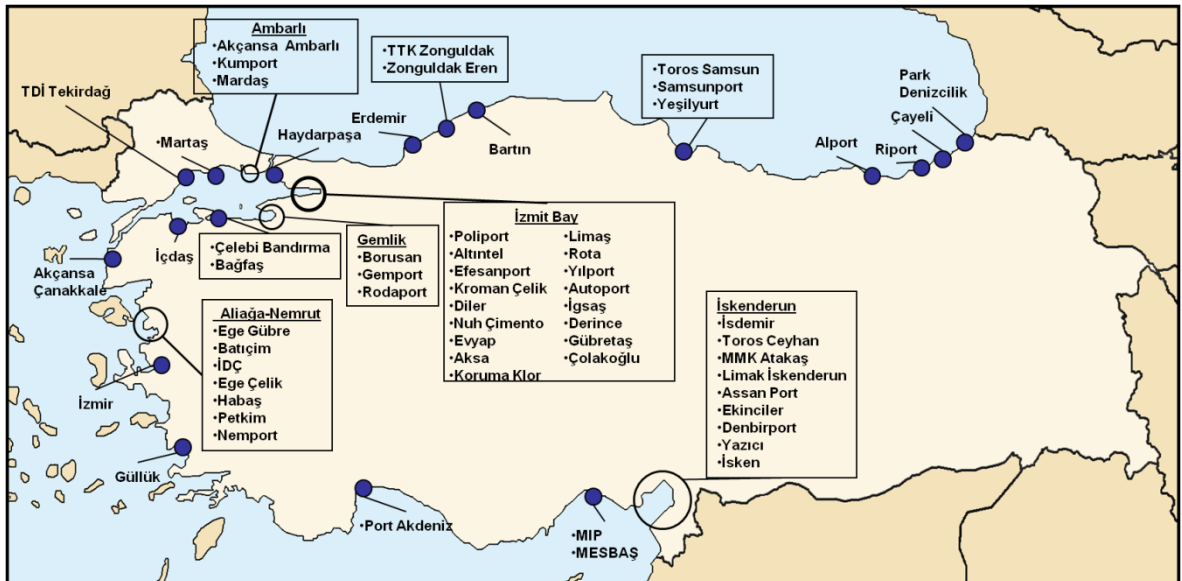 Ambarlı
•Akçansa Ambarlı
•Kumport
•Mardaş
•TTK Zonguldak
•Zonguldak Eren
•Toros Samsun
•Samsunport
•Yeşilyurt
Park
Denizcilik
Çayeli
Riport
Alport
TDİ Tekirdağ
•Martaş
Haydarpaşa
Erdemir
Bartın
İçdaş
•Çelebi Bandırma
•Bağfaş
Gemlik
•Borusan
•Gemport
•Rodaport
İzmit Bay
•Poliport
•Altıntel
•Efesanport
•Kroman Çelik
•Diler
•Nuh Çimento
•Evyap
•Aksa
•Koruma Klor
•Limaş
•Rota
•Yılport
•Autoport
•İgsaş
•Derince
•Gübretaş
•Çolakoğlu
Akçansa
Çanakkale
Aliağa-Nemrut
•Ege Gübre
•Batıçim
•İDÇ
•Ege Çelik
•Habaş
•Petkim
•Nemport
İzmir
Güllük
•Port Akdeniz
•MIP
•MESBAŞ
İskenderun
•İsdemir
•Toros Ceyhan
•MMK Atakaş
•Limak İskenderun
•Assan Port
•Ekinciler
•Denbirport
•Yazıcı
•İsken